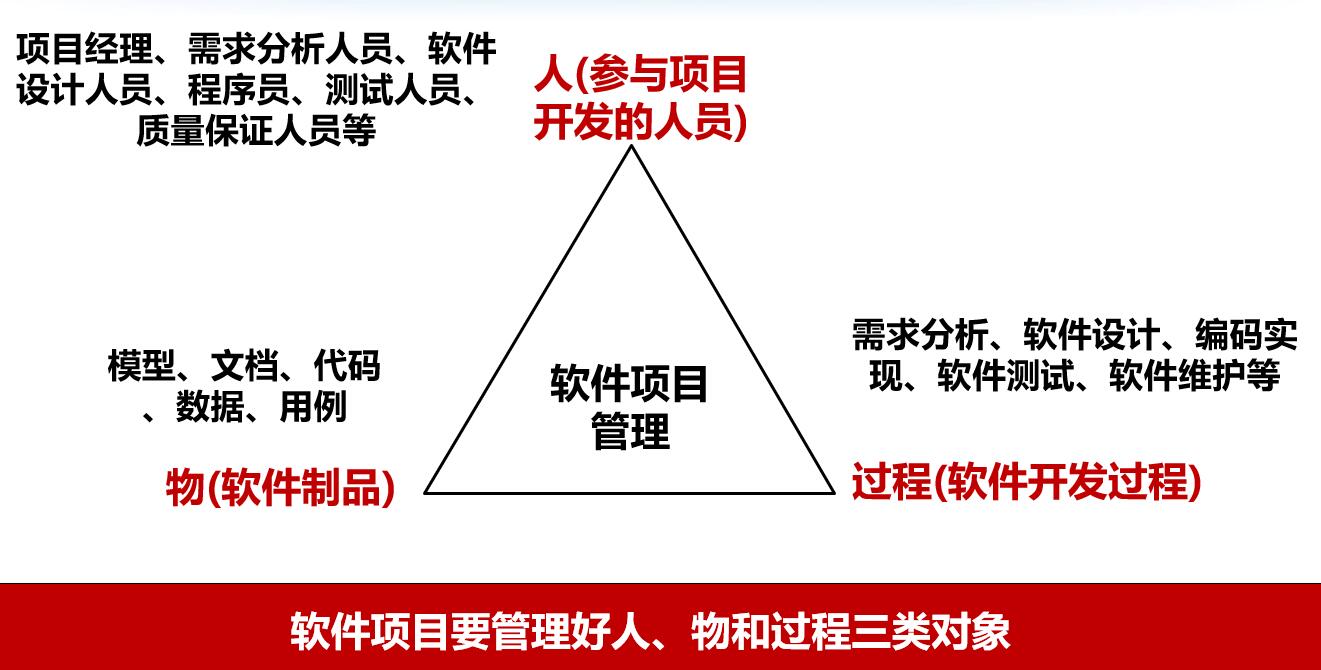 项目经理、需求分析人员、软件
设计人员、程序员、测试人员、
质量保证人员等
人(参与项目
开发的人员)
模型、文档、代码
、数据、用例
物(软件制品)
软件项目
管理
需求分析、软件设计、编码实
现、软件测试、软件维护等
过程(软件开发过程)
软件项目要管理好人、物和过程三类对象